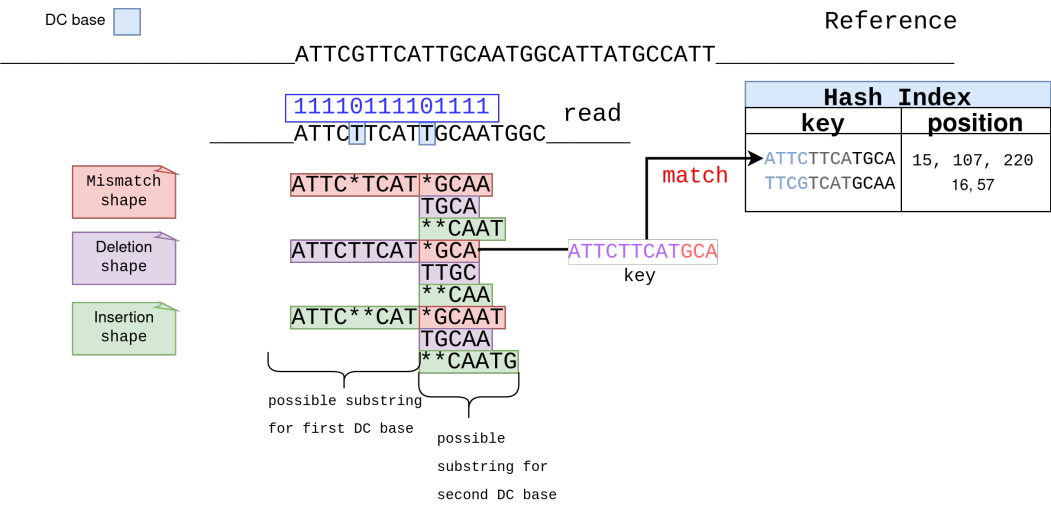 DC base
Reference
ATTCGTTCATTGCAATGGCATTATGCCATT
11110111101111
read
ATTCTTCATTGCAATGGC
Hash Index
key position
ATTCTTCATGCA 15, 107, 220
TTCGTCATGCAA 16, 57
match
Mismatch
shape
ATTC*TCAT*GCAA
TGCA
**CAAT
Deletion
shape
ATTCTTCAT*GCA
TTGC
**CAA
ATTCTTCATGCA
key
Insertion
shape
ATTC**CAT*GCAAT
TGCAA
**CAATG
possible substring
for first DC base
possible
substring for
second DC base